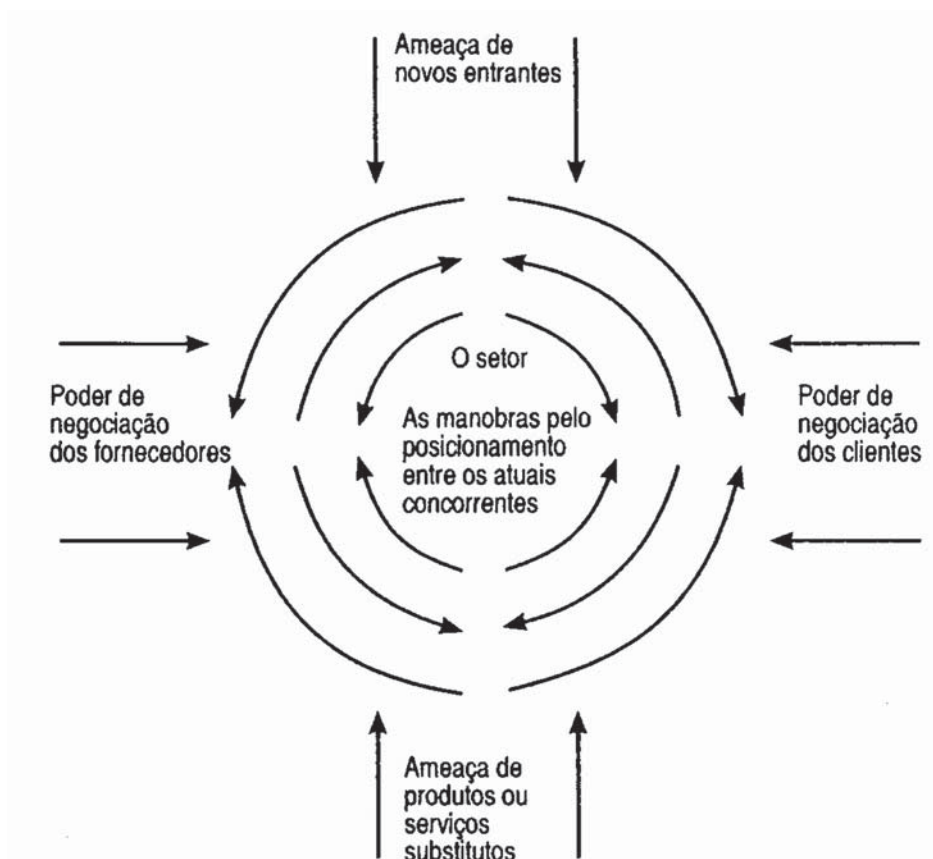 Ameaça de
novos entrantes
O setor
Poder de
negociação
dos fornecedores
As manobras pelo
posicionamento
entre os atuais
concorrentes
Poder de
negociação
dos clientes
Ameaça de
produtos ou
serviços
substitutos